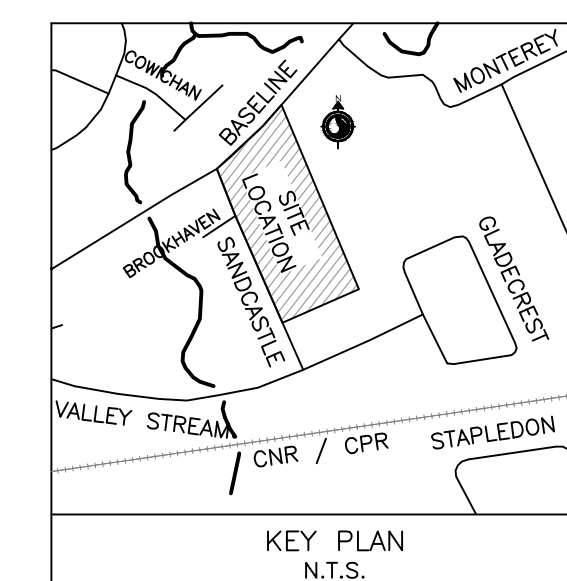 COWICHAN
BASELINE
MONTEREY
N
SITE
LOCATION
BROOKHAVEN
SANDCASTLE
GLADECREST
VALLEY STREAM
CNR / CPR
STAPLEDON
KEY PLAN
N.T.S.